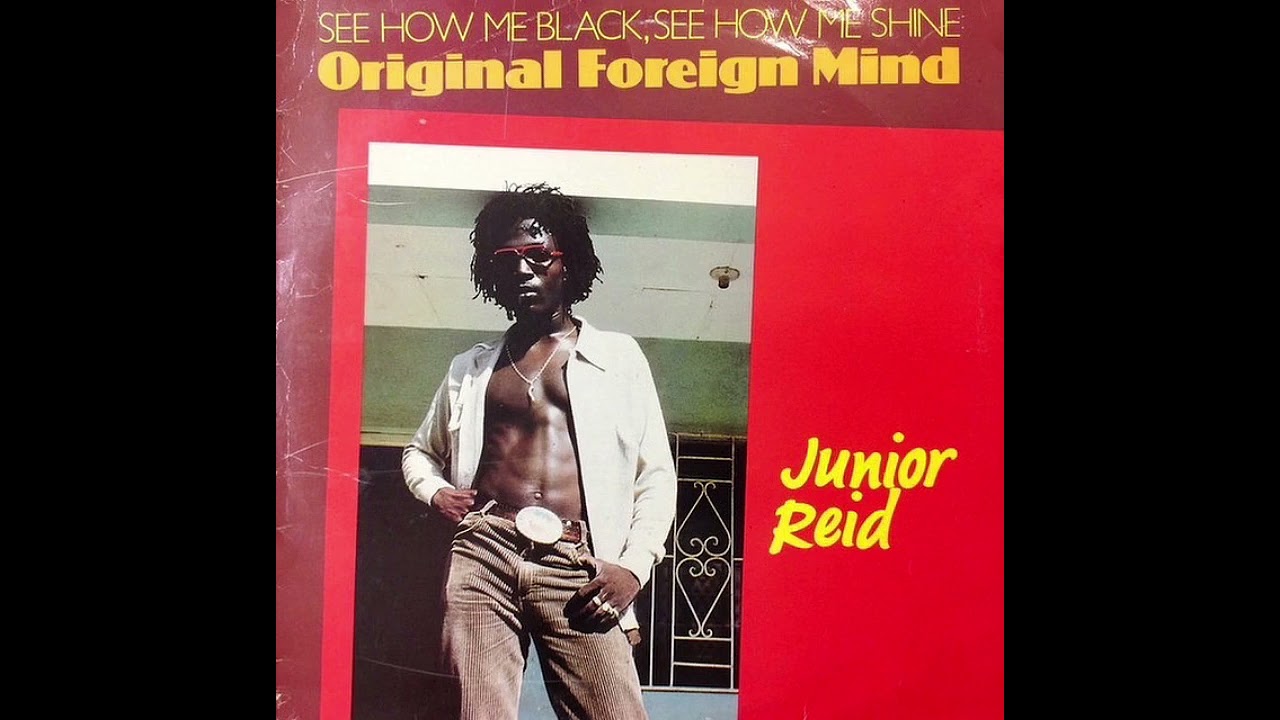 SEE HOW ME BLACK, SEE HOW ME SHINE
Original Foreign Mind
Junior
Reid